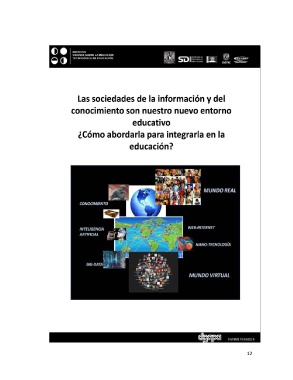 SDI
Las sociedades de la información y del
conocimiento son nuestro nuevo entorno
educativo
¿Cómo abordarla para integrarla en la
educación?
MUNDO REAL
CONOCIMIENTO
INTELIGENCIA
ARTIFICIAL
WEB-INTERNET
NANO-TECNOLOGÍA
BIG-DATA
MUNDO VIRTUAL
12